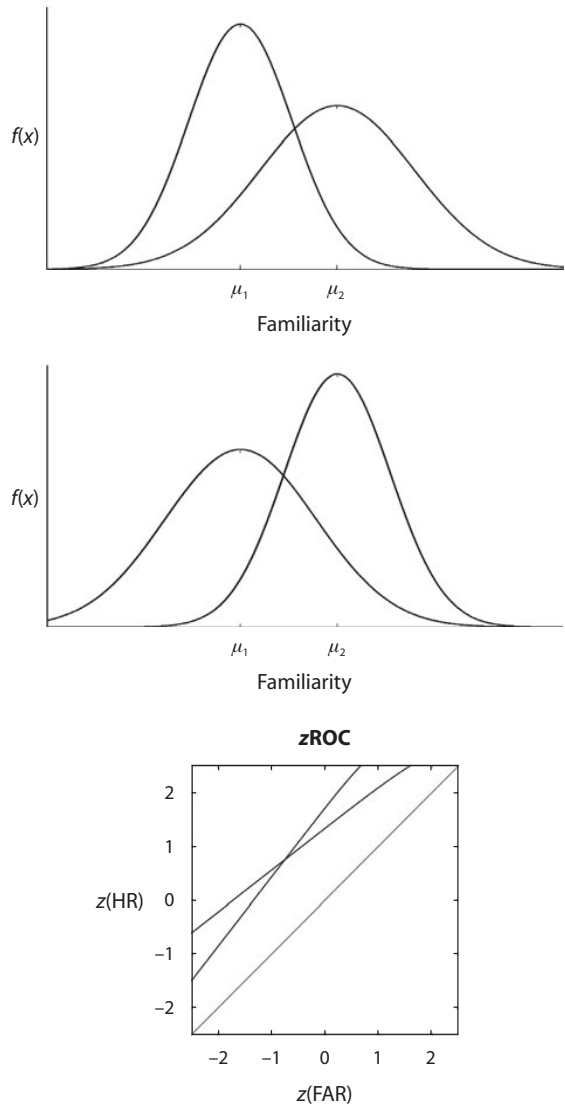 f(x)
μ₁ μ₂
Familiarity
f(x)
μ₁ μ₂
Familiarity
zROC
2
1
z(HR) 0
–1
–2
–2 –1 0 1 2
z(FAR)